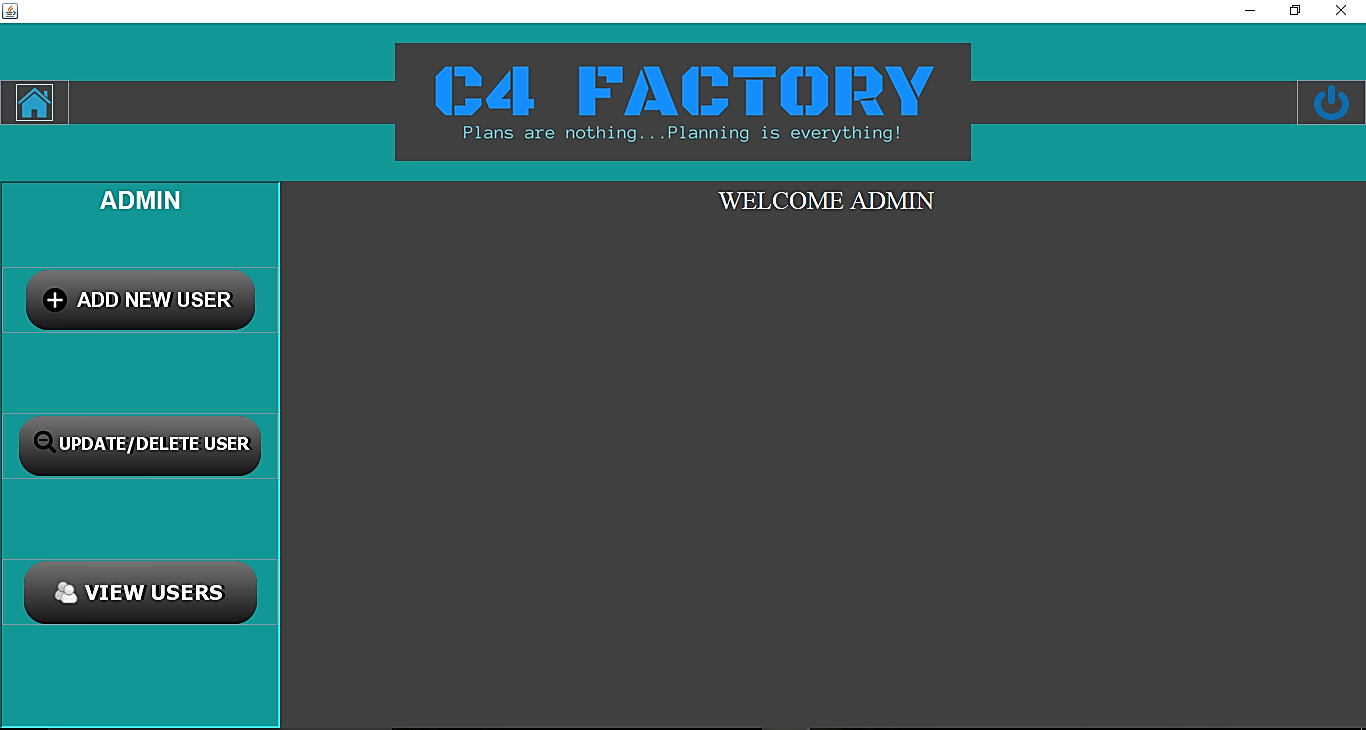 C4 FACTORY
Plans are nothing...Planning is everything!
ADMIN
WELCOME ADMIN
ADD NEW USER
UPDATE/DELETE USER
VIEW USERS